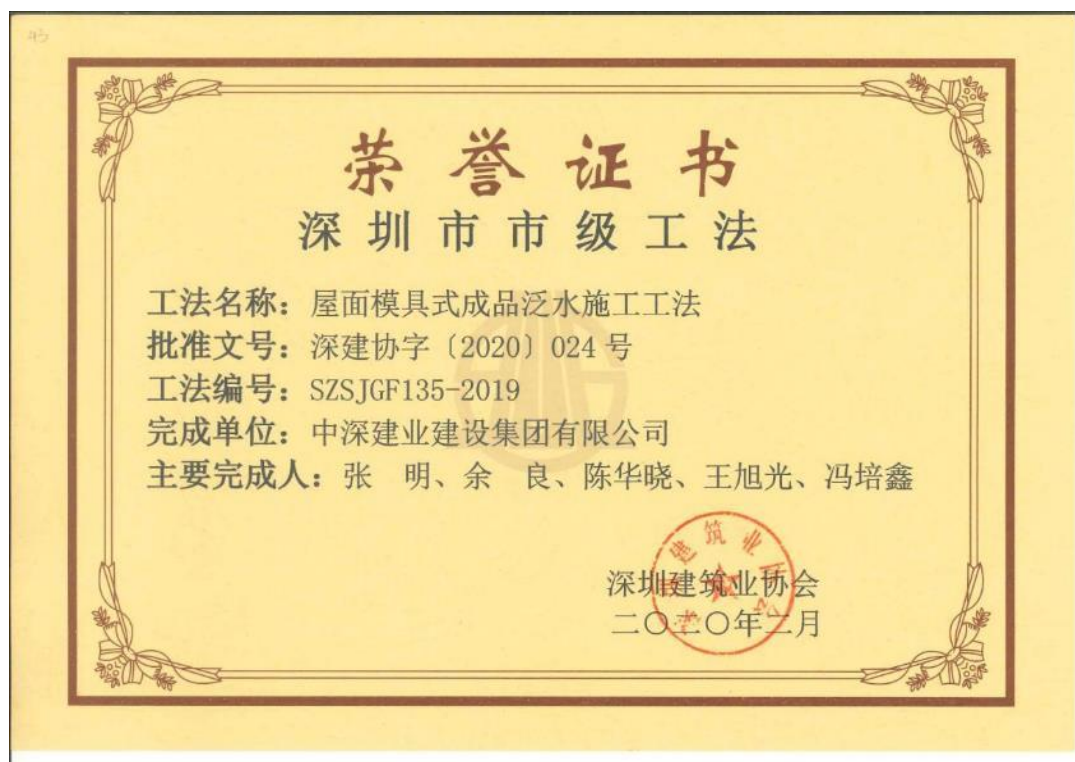 43
荣誉证书
深圳市市级工法
工法名称：屋面模具式成品泛水施工工法
批准文号：深建协字〔2020〕024号
工法编号：SZSJGF135-2019
完成单位：中深建业建设集团有限公司
主要完成人：张　明、余　良、陈华晓、王旭光、冯培鑫
深圳建筑业协会
二〇二〇年二月